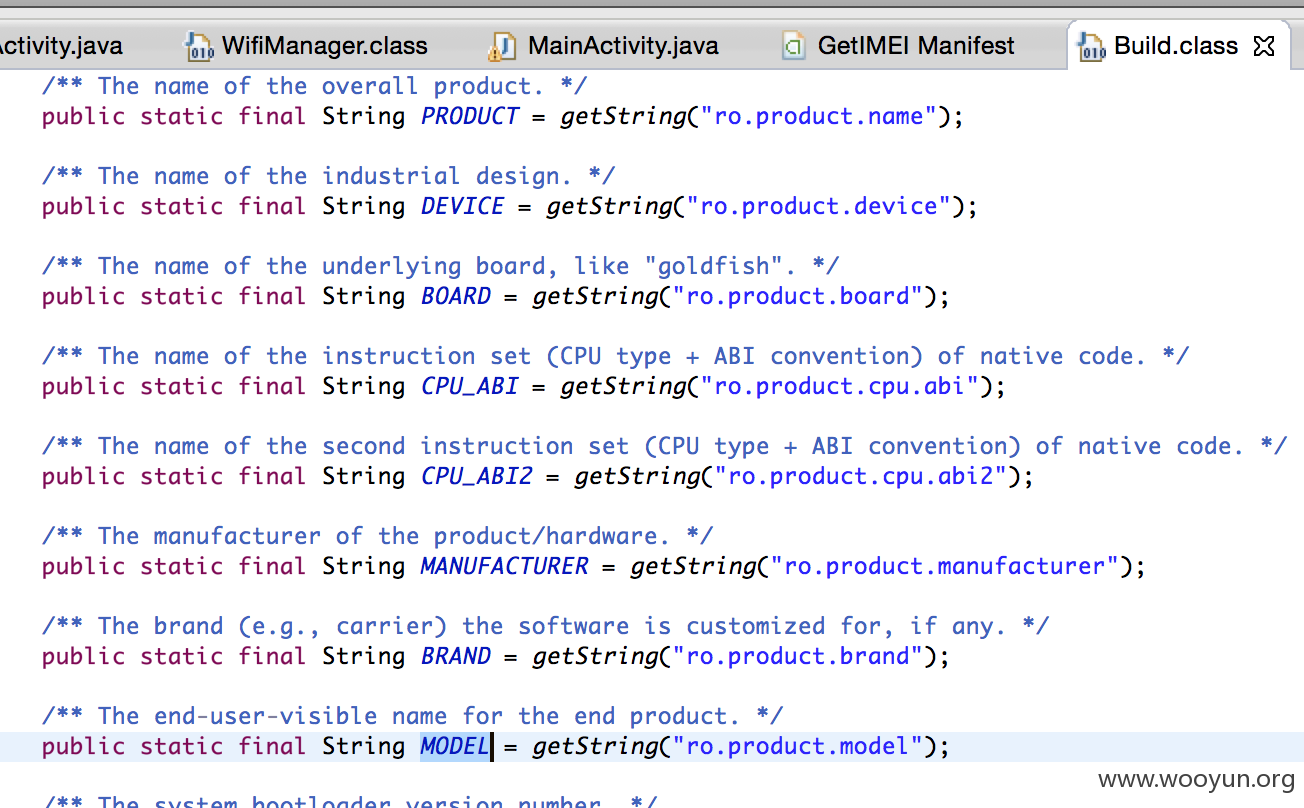 ctivity.java WifiManager.class MainActivity.java GetIMEI Manifest Build.class
/** The name of the overall product. */
public static final String PRODUCT = getString("ro.product.name");
/** The name of the industrial design. */
public static final String DEVICE = getString("ro.product.device");
/** The name of the underlying board, like "goldfish". */
public static final String BOARD = getString("ro.product.board");
/** The name of the instruction set (CPU type + ABI convention) of native code. */
public static final String CPU_ABI = getString("ro.product.cpu.abi");
/** The name of the second instruction set (CPU type + ABI convention) of native code. */
public static final String CPU_ABI2 = getString("ro.product.cpu.abi2");
/** The manufacturer of the product/hardware. */
public static final String MANUFACTURER = getString("ro.product.manufacturer");
/** The brand (e.g., carrier) the software is customized for, if any. */
public static final String BRAND = getString("ro.product.brand");
/** The end-user-visible name for the end product. */
public static final String MODEL = getString("ro.product.model");
www.wooyun.org
/** The system bootloader version number. */